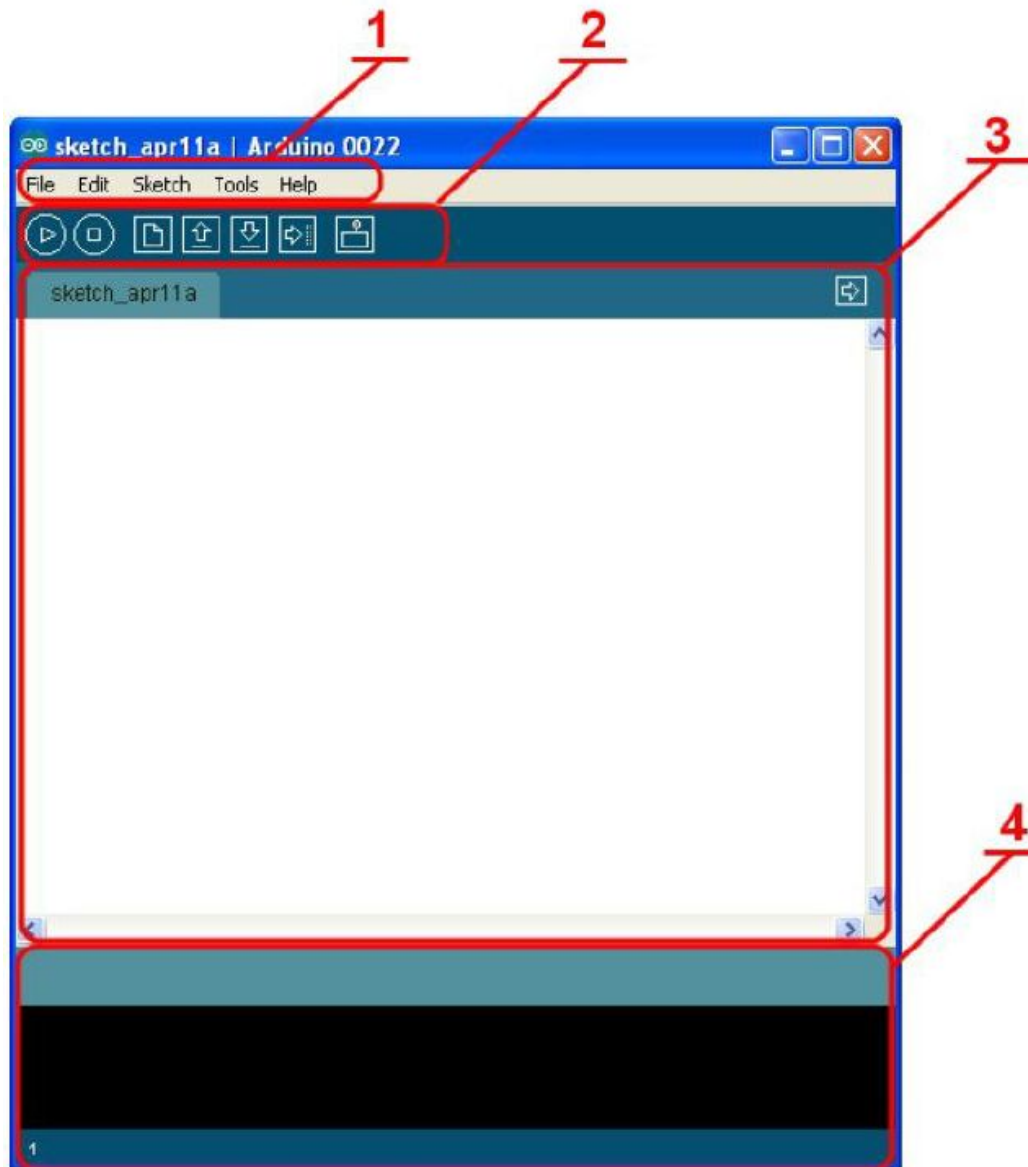 1 2
sketch_apr11a | Arduino 0022
3
File Edit Sketch Tools Help
sketch_apr11a
4
1